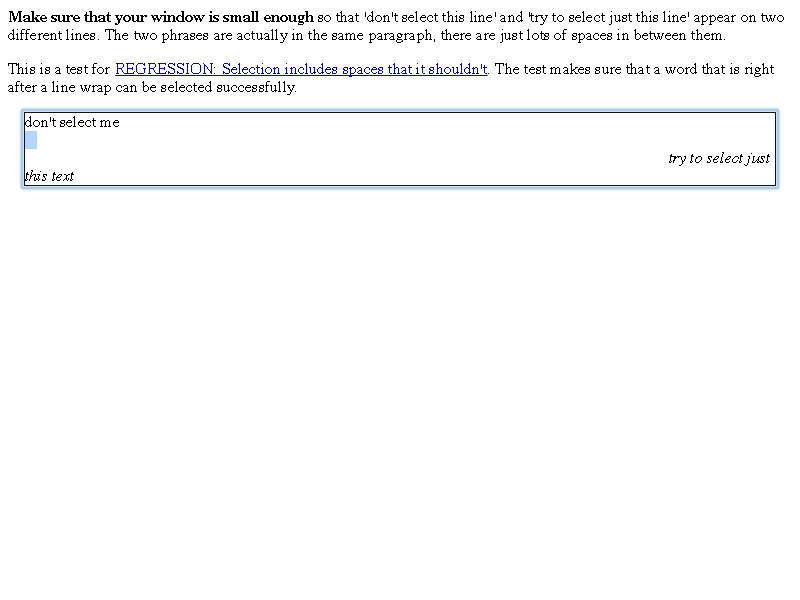 Make sure that your window is small enough so that 'don't select this line' and 'try to select just this line' appear on two
different lines. The two phrases are actually in the same paragraph, there are just lots of spaces in between them.
This is a test for REGRESSION: Selection includes spaces that it shouldn't. The test makes sure that a word that is right
after a line wrap can be selected successfully.
don't select me
try to select just
this text